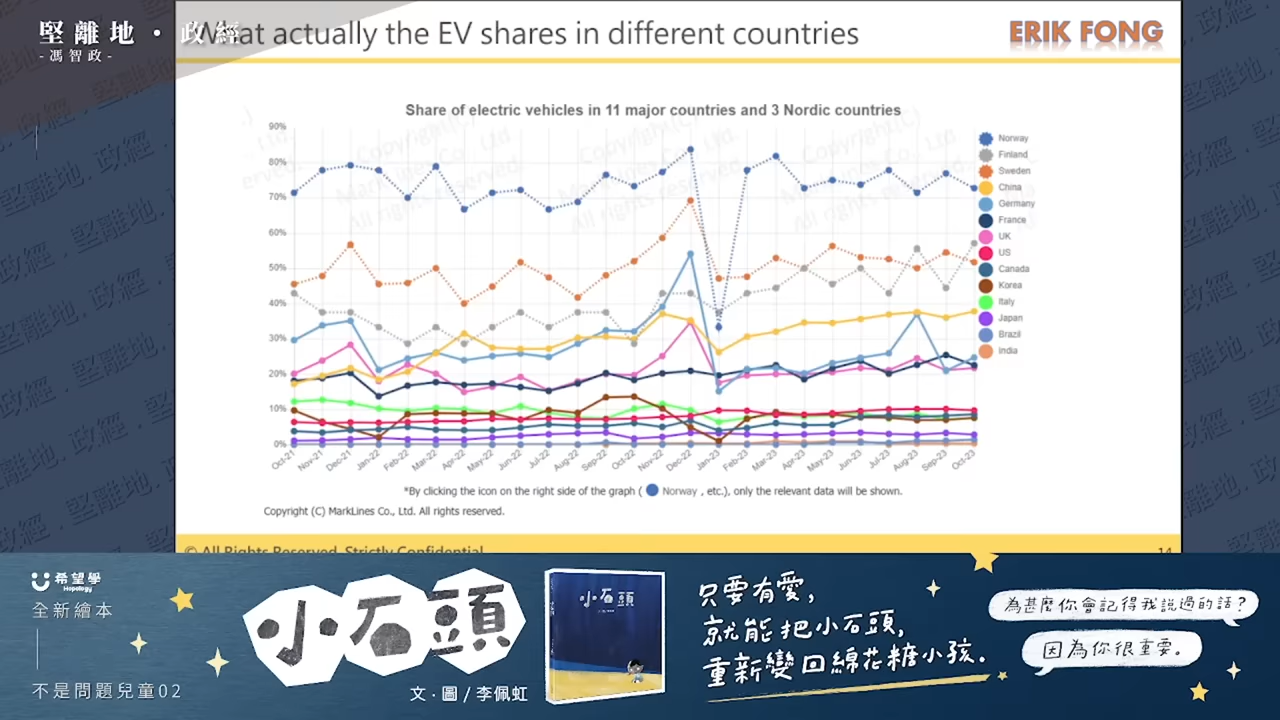 堅離地・政經
-馮智政-
What actually the EV shares in different countries
ERIK FONG
Share of electric vehicles in 11 major countries and 3 Nordic countries
90%
80%
70%
60%
50%
40%
30%
20%
10%
0%
Oct-21
Nov-21
Dec-21
Jan-22
Feb-22
Mar-22
Apr-22
May-22
Jun-22
Jul-22
Aug-22
Sep-22
Oct-22
Nov-22
Dec-22
Jan-23
Feb-23
Mar-23
Apr-23
May-23
Jun-23
Jul-23
Aug-23
Sep-23
Oct-23
Norway
Finland
Sweden
China
Germany
France
UK
US
Canada
Korea
Italy
Japan
Brazil
India
*By clicking the icon on the right side of the graph ( Norway , etc.), only the relevant data will be shown.
Copyright (C) MarkLines Co., Ltd. All rights reserved.
© All Rights Reserved. Strictly Confidential
14
希望學
Hopology
全新繪本
不是問題兒童02
小石頭
文・圖 / 李佩虹
小石頭
只要有愛，
就能把小石頭，
重新變回綿花糖小孩。
為甚麼你會記得我說過的話？
因為你很重要。